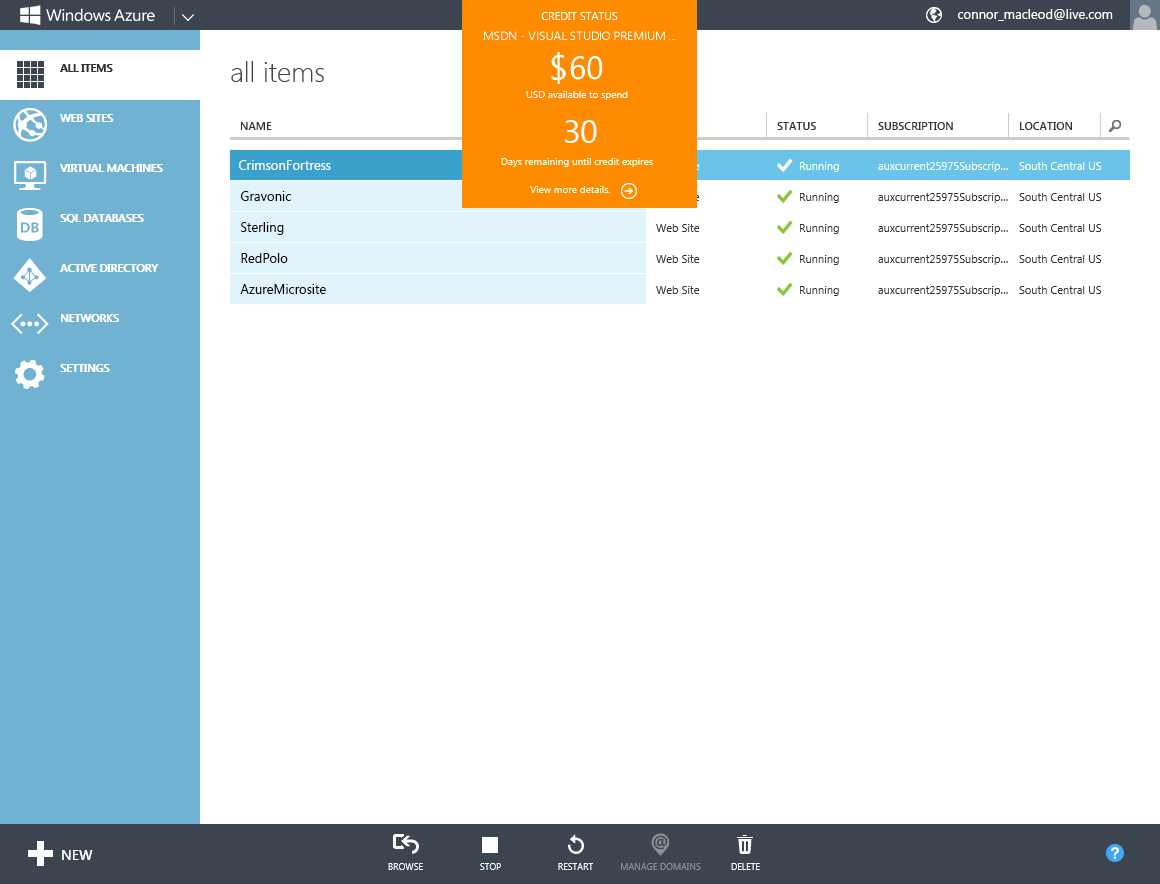 Windows Azure
connor_macleod@live.com
CREDIT STATUS
MSDN - VISUAL STUDIO PREMIUM ...
$60
USD available to spend
30
Days remaining until credit expires
View more details.
ALL ITEMS
WEB SITES
VIRTUAL MACHINES
SQL DATABASES
DB
ACTIVE DIRECTORY
NETWORKS
SETTINGS
all items
NAME STATUS SUBSCRIPTION LOCATION
CrimsonFortress Running auxcurrent25975Subscrip... South Central US
Gravonic Running auxcurrent25975Subscrip... South Central US
Sterling Web Site Running auxcurrent25975Subscrip... South Central US
RedPolo Web Site Running auxcurrent25975Subscrip... South Central US
AzureMicrosite Web Site Running auxcurrent25975Subscrip... South Central US
NEW
BROWSE STOP RESTART MANAGE DOMAINS DELETE
?